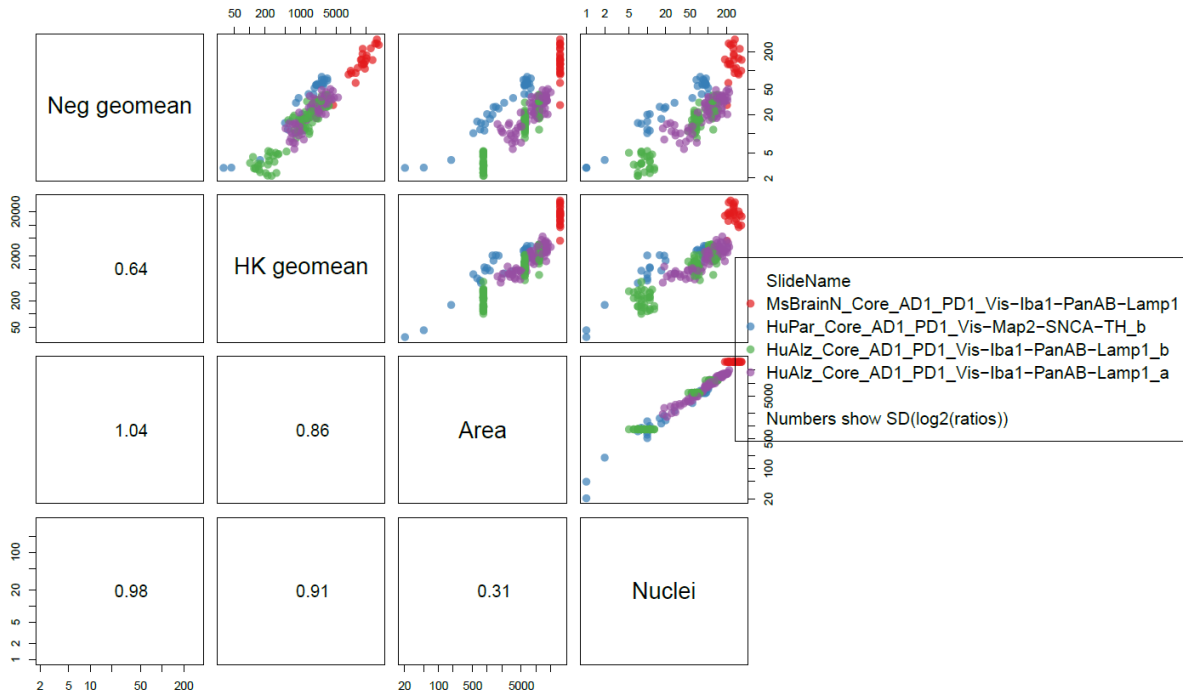 50 200 1000 5000
1 2 5 20 50 200
Neg geomean
200
50
20
5
2
20000
2000
200
50
0.64
HK geomean
SlideName
MsBrainN_Core_AD1_PD1_Vis−Iba1−PanAB−Lamp1
HuPar_Core_AD1_PD1_Vis−Map2−SNCA−TH_b
HuAlz_Core_AD1_PD1_Vis−Iba1−PanAB−Lamp1_b
HuAlz_Core_AD1_PD1_Vis−Iba1−PanAB−Lamp1_a
Numbers show SD(log2(ratios))
1.04
0.86
Area
5000
500
100
20
100
20
5
2
1
0.98
0.91
0.31
Nuclei
2 5 10 50 200
20 100 500 5000